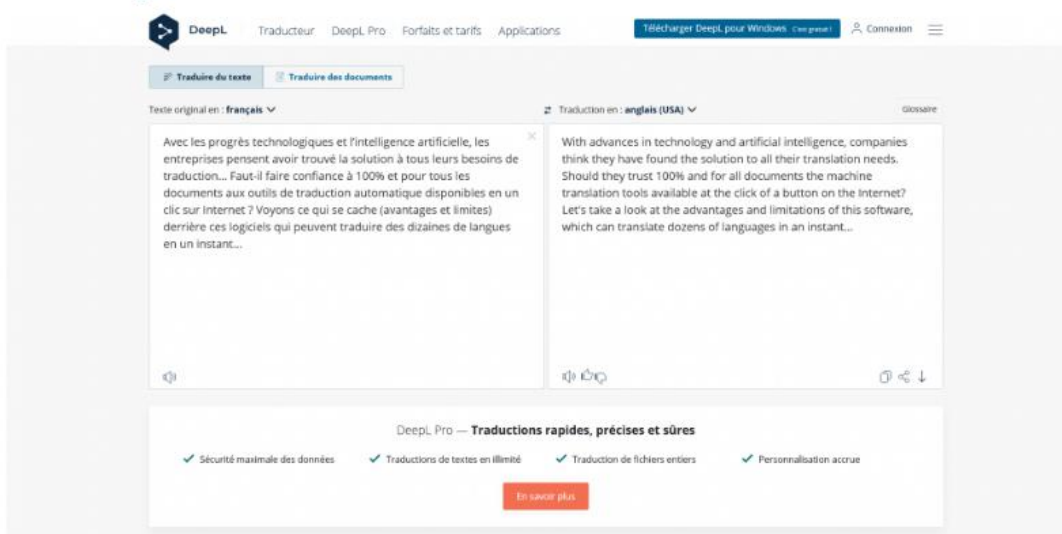 DeepL Traducteur DeepL Pro Forfaits et tarifs Applications Télécharger DeepL pour Windows C'est gratuit ! Connexion
Traduire du texte Traduire des documents
Texte original en : français Traduction en : anglais (USA) Glossaire
Avec les progrès technologiques et l'intelligence artificielle, les
entreprises pensent avoir trouvé la solution à tous leurs besoins de
traduction... Faut-il faire confiance à 100% et pour tous les
documents aux outils de traduction automatique disponibles en un
clic sur Internet ? Voyons ce qui se cache (avantages et limites)
derrière ces logiciels qui peuvent traduire des dizaines de langues
en un instant...
With advances in technology and artificial intelligence, companies
think they have found the solution to all their translation needs.
Should they trust 100% and for all documents the machine
translation tools available at the click of a button on the Internet?
Let's take a look at the advantages and limitations of this software,
which can translate dozens of languages in an instant...
DeepL Pro — Traductions rapides, précises et sûres
Sécurité maximale des données Traductions de textes en illimité Traduction de fichiers entiers Personnalisation accrue
En savoir plus